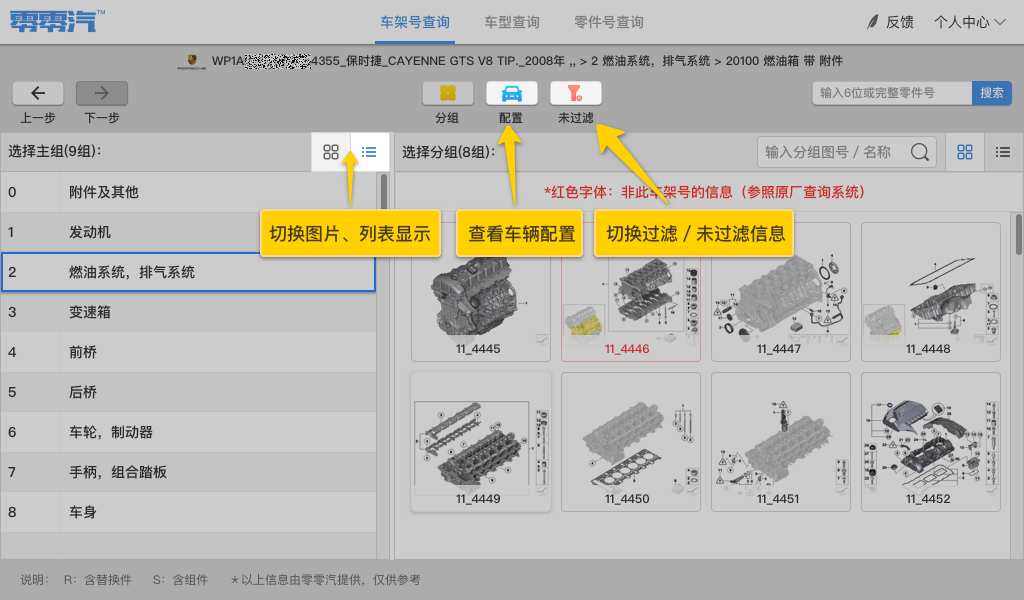 零零汽™
车架号查询
车型查询
零件号查询
反馈
个人中心
PORSCHE
WP1A 4355_保时捷_CAYENNE GTS V8 TIP._2008年 ,, > 2 燃油系统，排气系统 > 20100 燃油箱 带 附件
上一步
下一步
分组
配置
未过滤
输入6位或完整零件号
搜索
选择主组(9组):
选择分组(8组):
输入分组图号 / 名称
*红色字体：非此车架号的信息（参照原厂查询系统）
0 附件及其他
1 发动机
2 燃油系统，排气系统
3 变速箱
4 前桥
5 后桥
6 车轮，制动器
7 手柄，组合踏板
8 车身
切换图片、列表显示
查看车辆配置
切换过滤 / 未过滤信息
11_4445
11_4446
11_4447
11_4448
11_4449
11_4450
11_4451
11_4452
说明： R：含替换件 S：含组件 *以上信息由零零汽提供，仅供参考